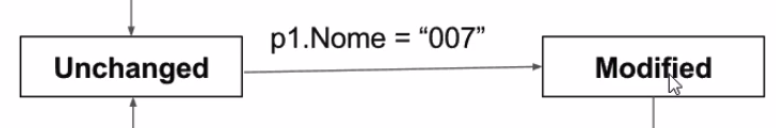 p1.Nome = “007”
Unchanged
Modified